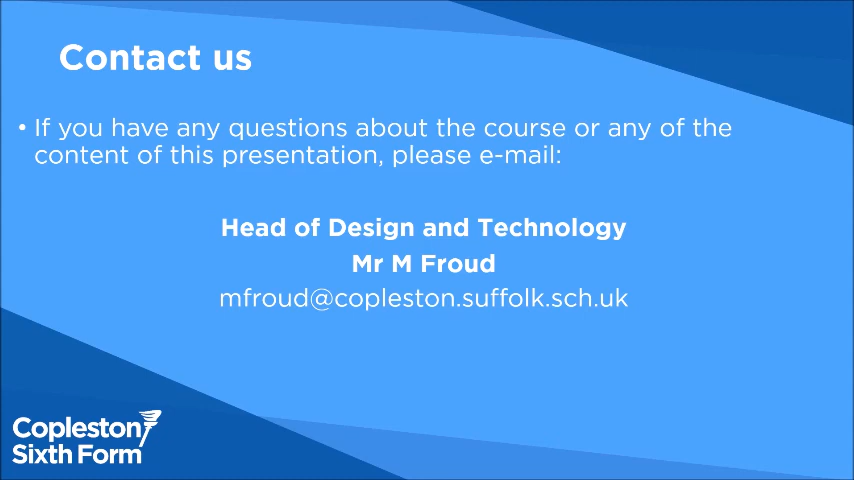 Contact us
• If you have any questions about the course or any of the
content of this presentation, please e-mail:
Head of Design and Technology
Mr M Froud
mfroud@copleston.suffolk.sch.uk
Copleston
Sixth Form